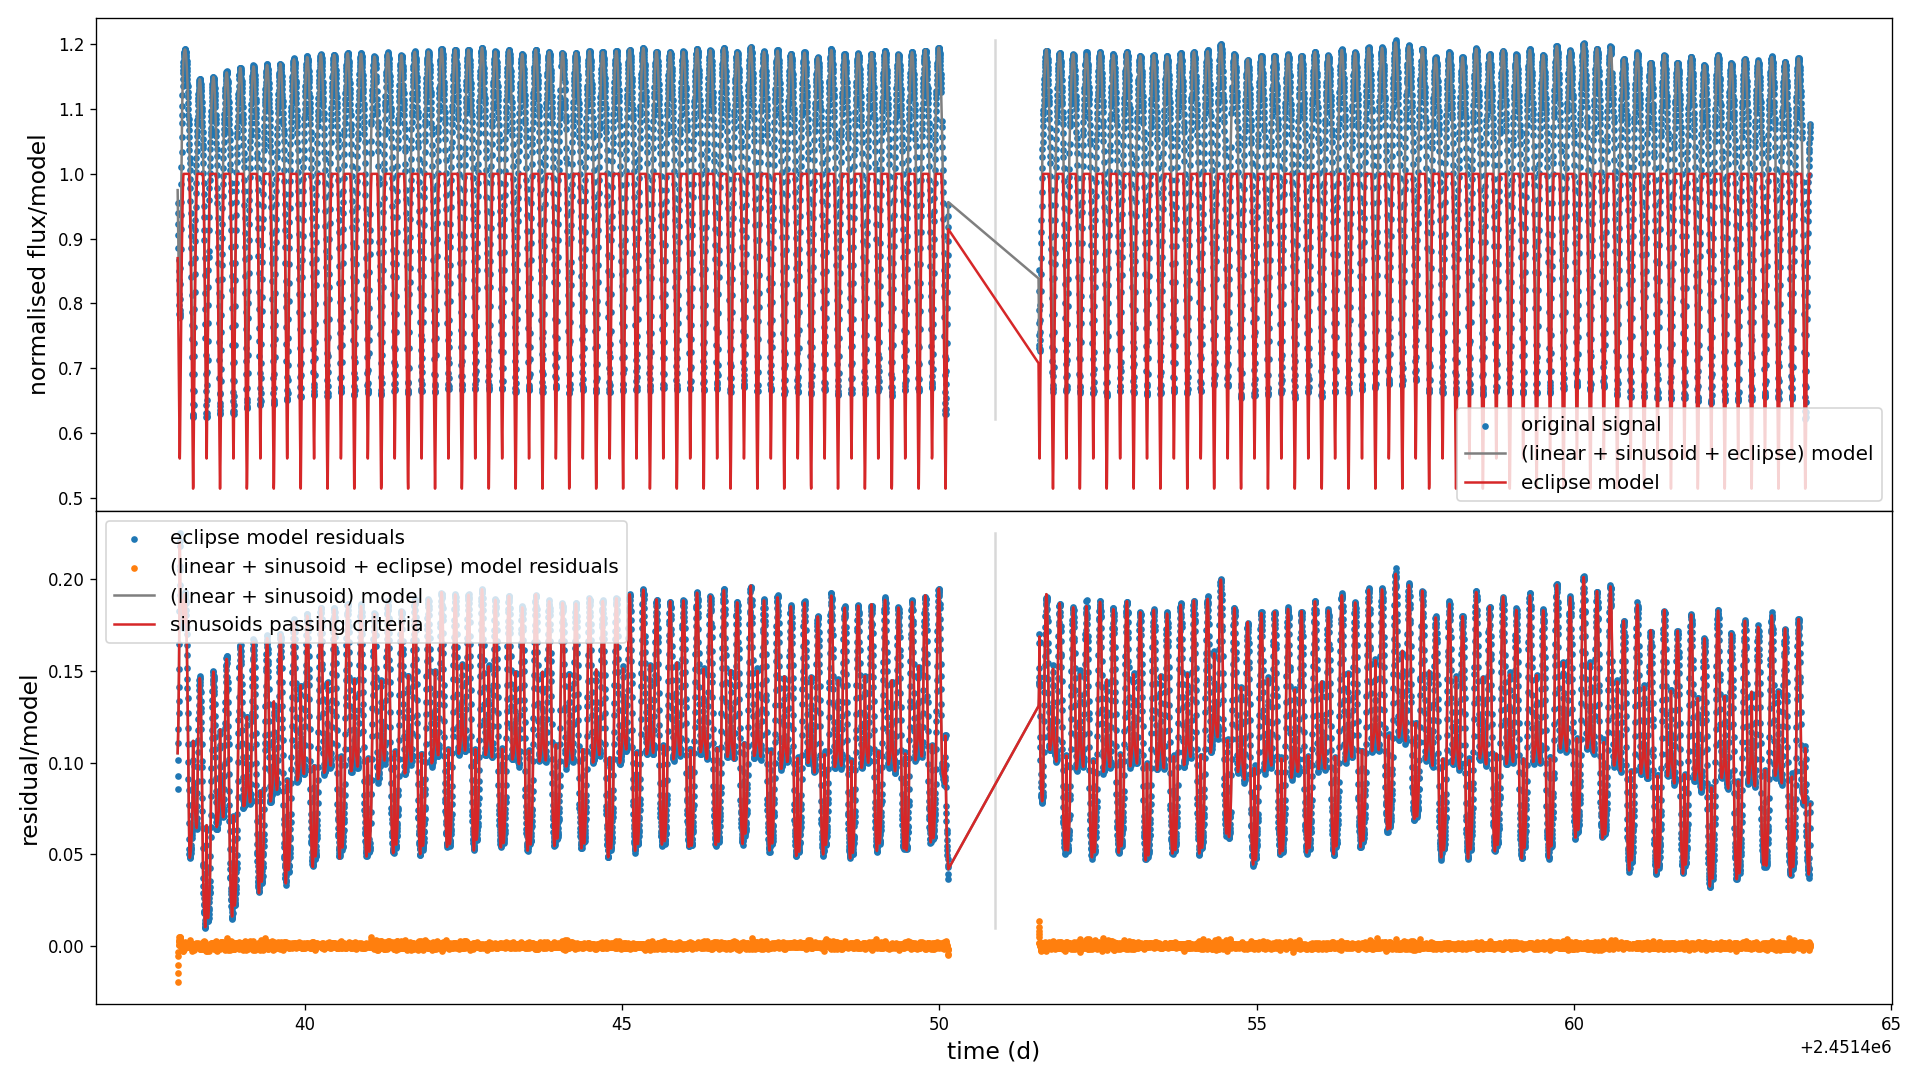 1.2
1.1
1.0
0.9
0.8
0.7
0.6
0.5
normalised flux/model
original signal
(linear + sinusoid + eclipse) model
eclipse model
eclipse model residuals
(linear + sinusoid + eclipse) model residuals
(linear + sinusoid) model
sinusoids passing criteria
0.20
0.15
0.10
0.05
0.00
residual/model
40 45 50 55 60 65
time (d)
+2.4514e6